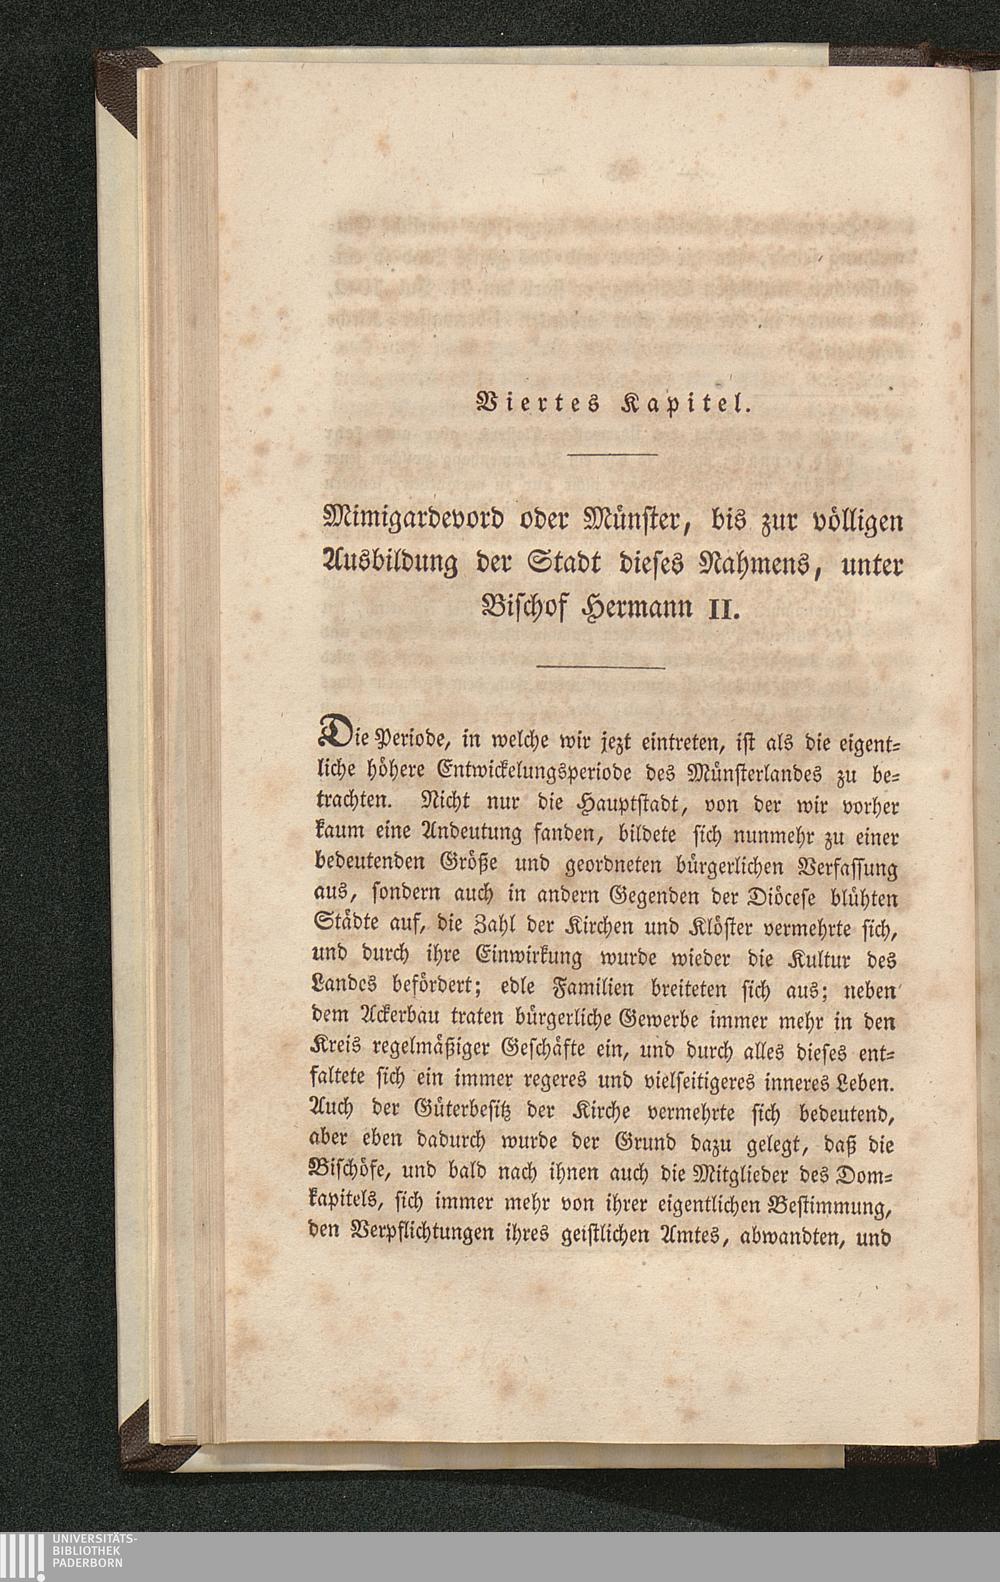 Viertes Kapitel.
Mimigardevord oder Münster, bis zur völligen
Ausbildung der Stadt dieses Nahmens, unter
Bischof Hermann II.
Die Periode, in welche wir jezt eintreten, ist als die eigent=
liche höhere Entwickelungsperiode des Münsterlandes zu be=
trachten. Nicht nur die Hauptstadt, von der wir vorher
kaum eine Andeutung fanden, bildete sich nunmehr zu einer
bedeutenden Größe und geordneten bürgerlichen Verfassung
aus, sondern auch in andern Gegenden der Diöcese blühten
Städte auf, die Zahl der Kirchen und Klöster vermehrte sich,
und durch ihre Einwirkung wurde wieder die Kultur des
Landes befördert; edle Familien breiteten sich aus; neben
dem Ackerbau traten bürgerliche Gewerbe immer mehr in den
Kreis regelmäßiger Geschäfte ein, und durch alles dieses ent=
faltete sich ein immer regeres und vielseitigeres inneres Leben.
Auch der Güterbesitz der Kirche vermehrte sich bedeutend,
aber eben dadurch wurde der Grund dazu gelegt, daß die
Bischöfe, und bald nach ihnen auch die Mitglieder des Dom=
kapitels, sich immer mehr von ihrer eigentlichen Bestimmung,
den Verpflichtungen ihres geistlichen Amtes, abwandten, und
UNIVERSITÄTS-
BIBLIOTHEK
PADERBORN